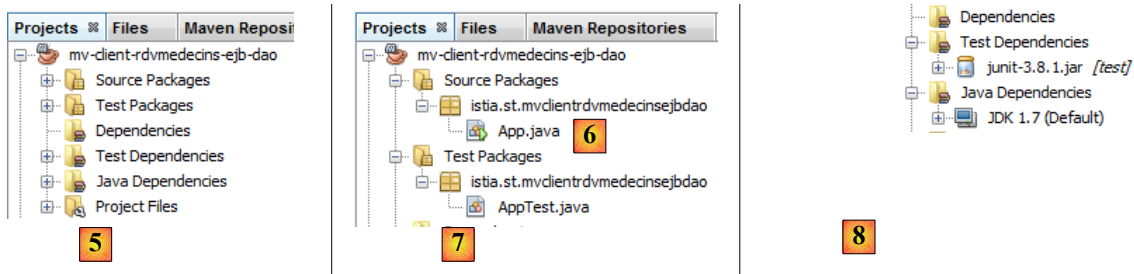 Projects Files Maven Reposi
mv-client-rdvmedecins-ejb-dao
Source Packages
Test Packages
Dependencies
Test Dependencies
Java Dependencies
Project Files
5
Projects Files Maven Repositories
mv-client-rdvmedecins-ejb-dao
Source Packages
istia.st.mvclientrdvmedecinsejbdao
App.java 6
Test Packages
istia.st.mvclientrdvmedecinsejbdao
AppTest.java
7
Dependencies
Test Dependencies
junit-3.8.1.jar [test]
Java Dependencies
JDK 1.7 (Default)
8